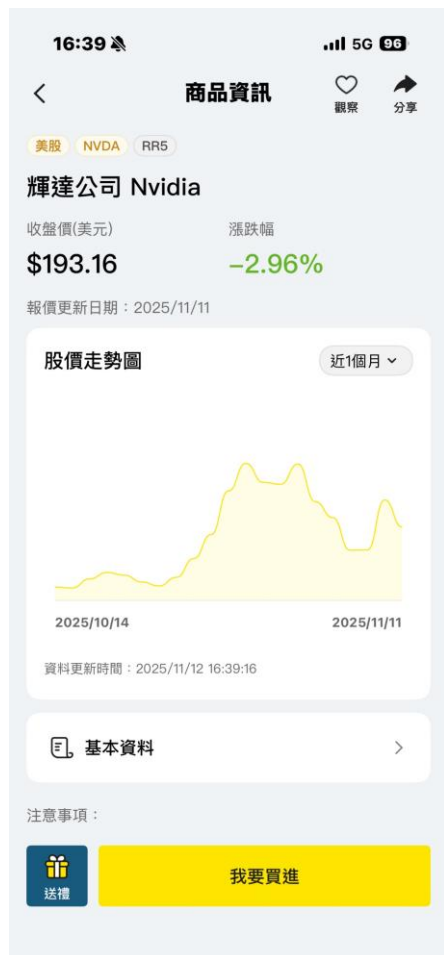 16:39
5G 96
商品資訊
觀察 分享
美股 NVDA RR5
輝達公司 Nvidia
收盤價(美元) 漲跌幅
$193.16 -2.96%
報價更新日期：2025/11/11
股價走勢圖 近1個月
2025/10/14 2025/11/11
資料更新時間：2025/11/12 16:39:16
基本資料
注意事項：
送禮 我要買進